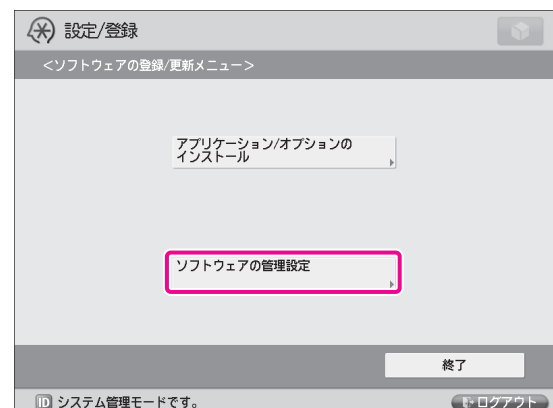 設定/登録
<ソフトウェアの登録/更新メニュー>
アプリケーション/オプションの
インストール
ソフトウェアの管理設定
終了
ID システム管理モードです。
ログアウト